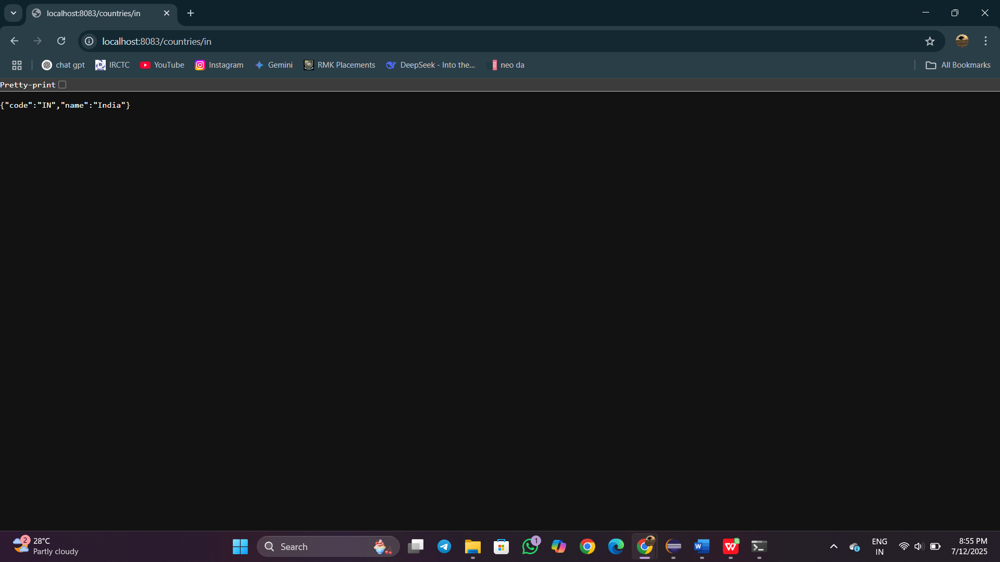 localhost:8083/countries/in
localhost:8083/countries/in
chat gpt
IRCTC
YouTube
Instagram
Gemini
RMK Placements
DeepSeek - Into the...
neo da
All Bookmarks
Pretty-print
{"code":"IN","name":"India"}
2
28°C
Partly cloudy
Search
1
W
W
S
ENG
IN
8:55 PM
7/12/2025